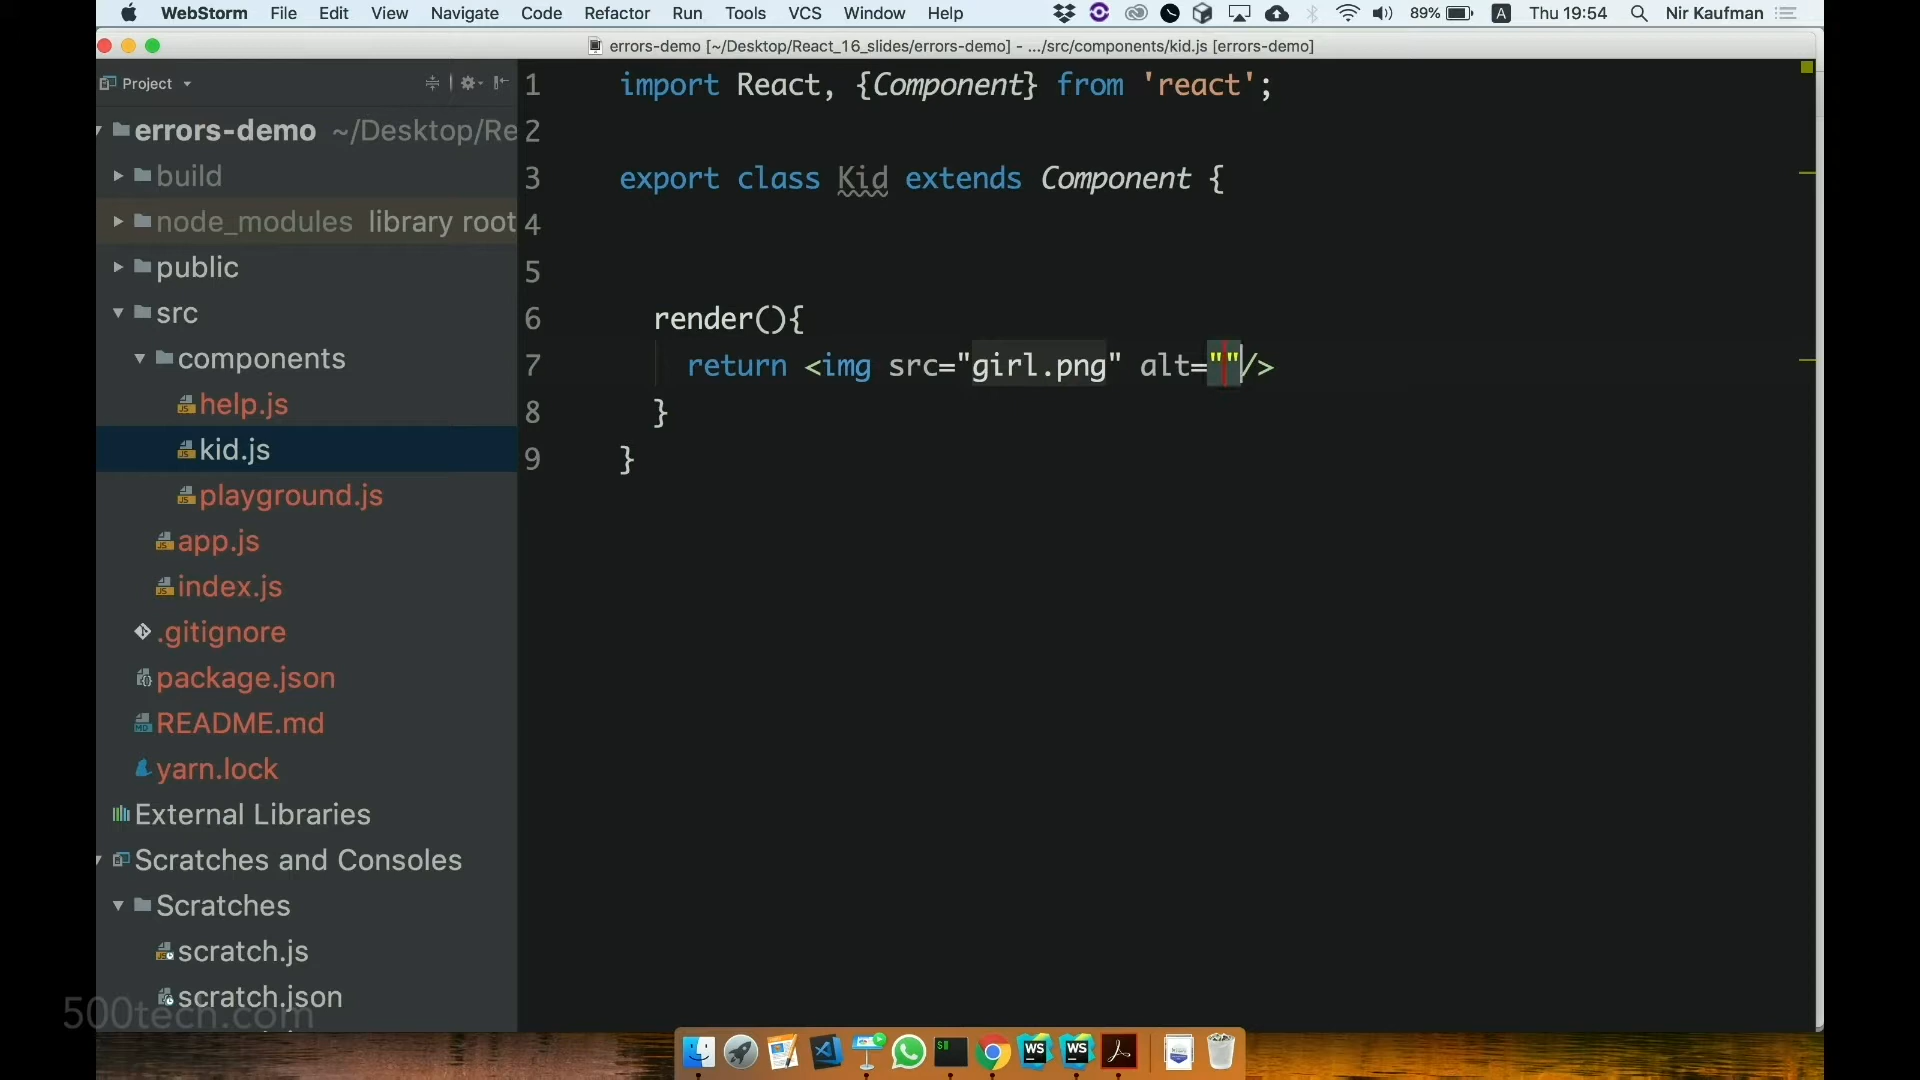 WebStorm File Edit View Navigate Code Refactor Run Tools VCS Window Help 89% A Thu 19:54 Nir Kaufman
errors-demo [~/Desktop/React_16_slides/errors-demo] - .../src/components/kid.js [errors-demo]
Project
errors-demo ~/Desktop/Re
build
node_modules library root
public
src
components
help.js
kid.js
playground.js
app.js
index.js
.gitignore
package.json
README.md
yarn.lock
External Libraries
Scratches and Consoles
Scratches
scratch.js
scratch.json
1 import React, {Component} from 'react';
2
3 export class Kid extends Component {
4
5
6 render(){
7 return <img src="girl.png" alt=""/>
8 }
9 }
500tech.com
WS
WS